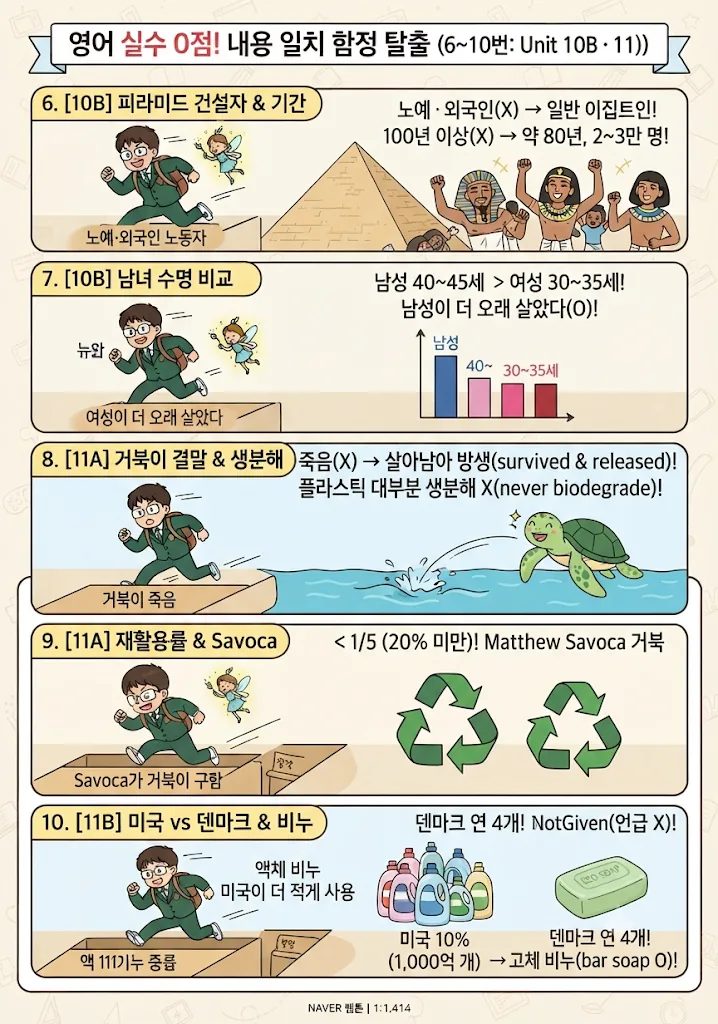 영어 실수 0점! 내용 일치 함정 탈출 (6~10번: Unit 10B · 11))
6. [10B] 피라미드 건설자 & 기간
노예 · 외국인(X) → 일반 이집트인!
100년 이상(X) → 약 80년, 2~3만 명!
노예·외국인 노동자
7. [10B] 남녀 수명 비교
남성 40~45세 > 여성 30~35세!
남성이 더 오래 살았다(O)!
뉴와
남성
40~
30~35세
여성이 더 오래 살았다
8. [11A] 거북이 결말 & 생분해
죽음(X) → 살아남아 방생(survived & released)!
플라스틱 대부분 생분해 X(never biodegrade)!
거북이 죽음
9. [11A] 재활용률 & Savoca
< 1/5 (20% 미만)! Matthew Savoca 거북
Savoca가 거북이 구함
10. [11B] 미국 vs 덴마크 & 비누
덴마크 연 4개! NotGiven(언급 X)!
액체 비누
미국이 더 적게 사용
ECO SOAP
미국 10%
(1,000억 개)
덴마크 연 4개!
→ 고체 비누(bar soap O)!
액 111기누 중륨
NAVER 웹툰 | 1:1,414